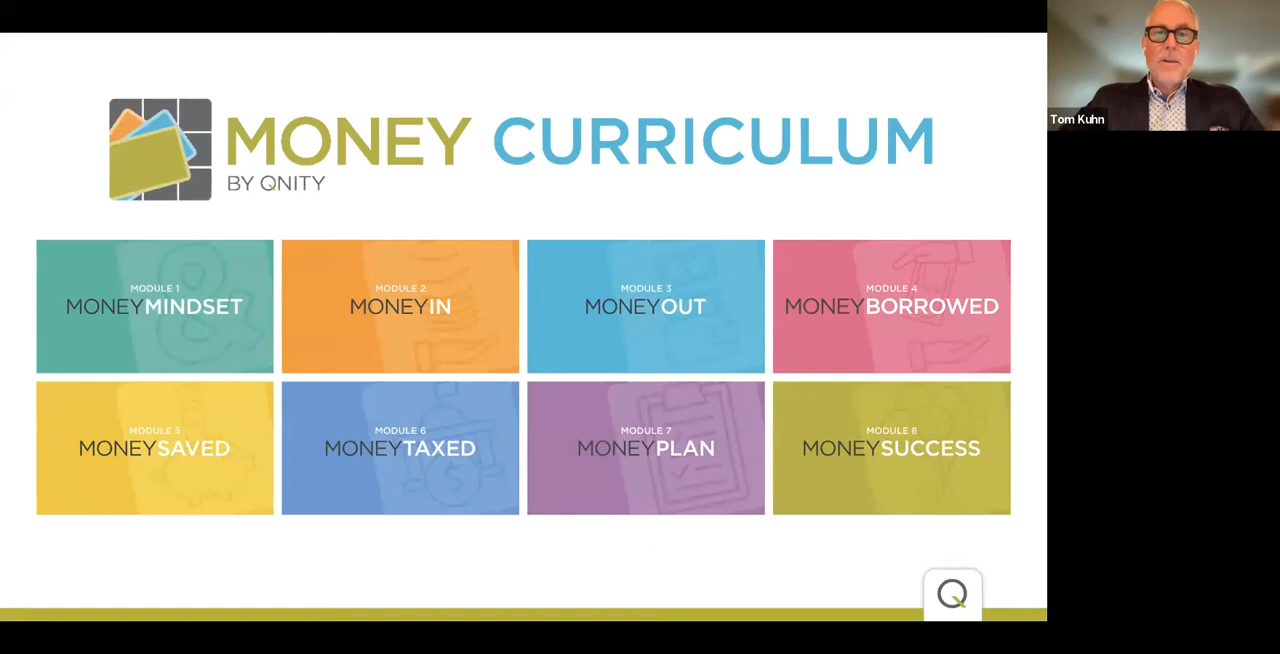 MONEY CURRICULUM
BY QNITY
MODULE 1
MONEYMINDSET
MODULE 2
MONEYIN
MODULE 3
MONEYOUT
MODULE 4
MONEYBORROWED
MODULE 5
MONEYSAVED
MODULE 6
MONEYTAXED
MODULE 7
MONEYPLAN
MODULE 8
MONEYSUCCESS
Q
Tom Kuhn